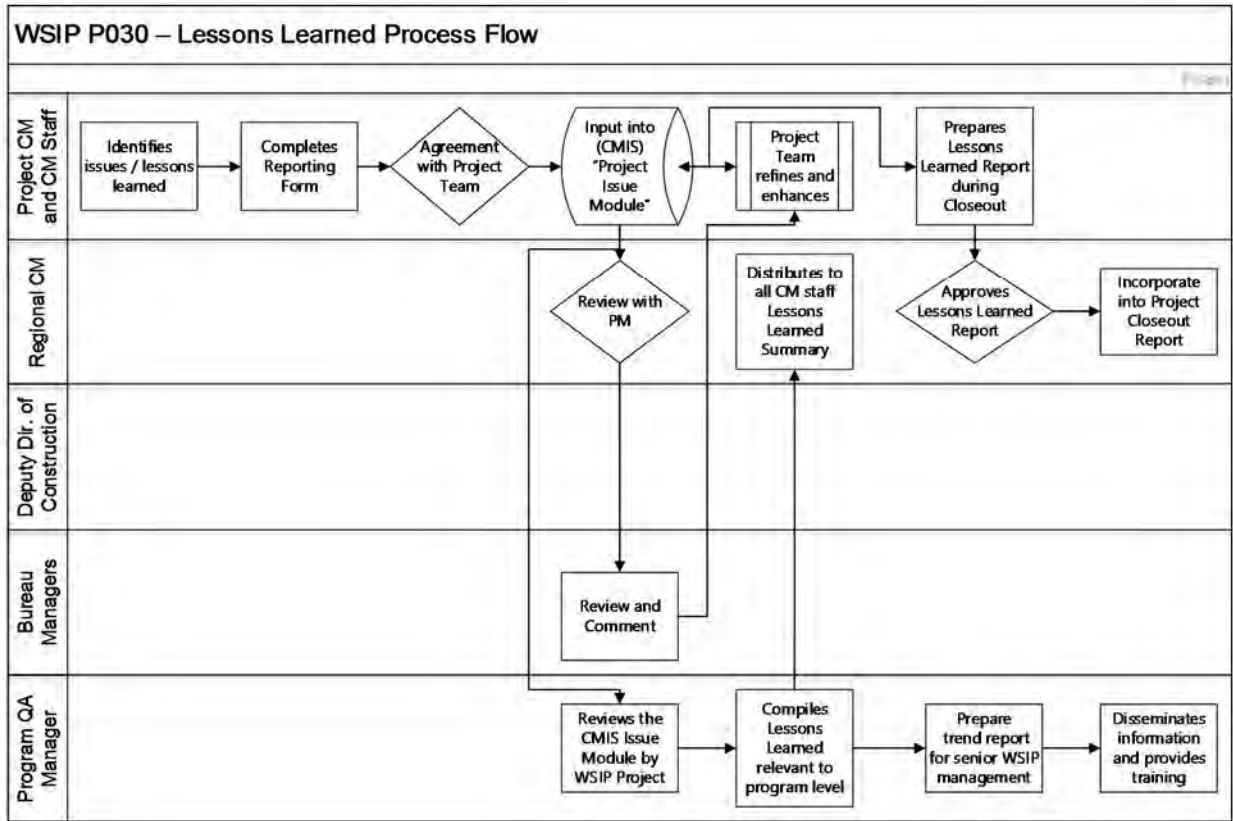 WSIP P030 – Lessons Learned Process Flow
Project CM
and CM Staff
Identifies
issues / lessons
learned
Completes
Reporting
Form
Agreement
with Project
Team
Input into
(CMIS)
"Project
Issue
Module"
Project
Team
refines and
enhances
Prepares
Lessons
Learned Report
during
Closeout
Regional CM
Review with
PM
Distributes to
all CM staff
Lessons
Learned
Summary
Approves
Lessons Learned
Report
Incorporate
into Project
Closeout
Report
Deputy Dir. of
Construction
Bureau
Managers
Review and
Comment
Program QA
Manager
Reviews the
CMIS Issue
Module by
WSIP Project
Compiles
Lessons
Learned
relevant to
program level
Prepare
trend report
for senior WSIP
management
Disseminates
information
and provides
training